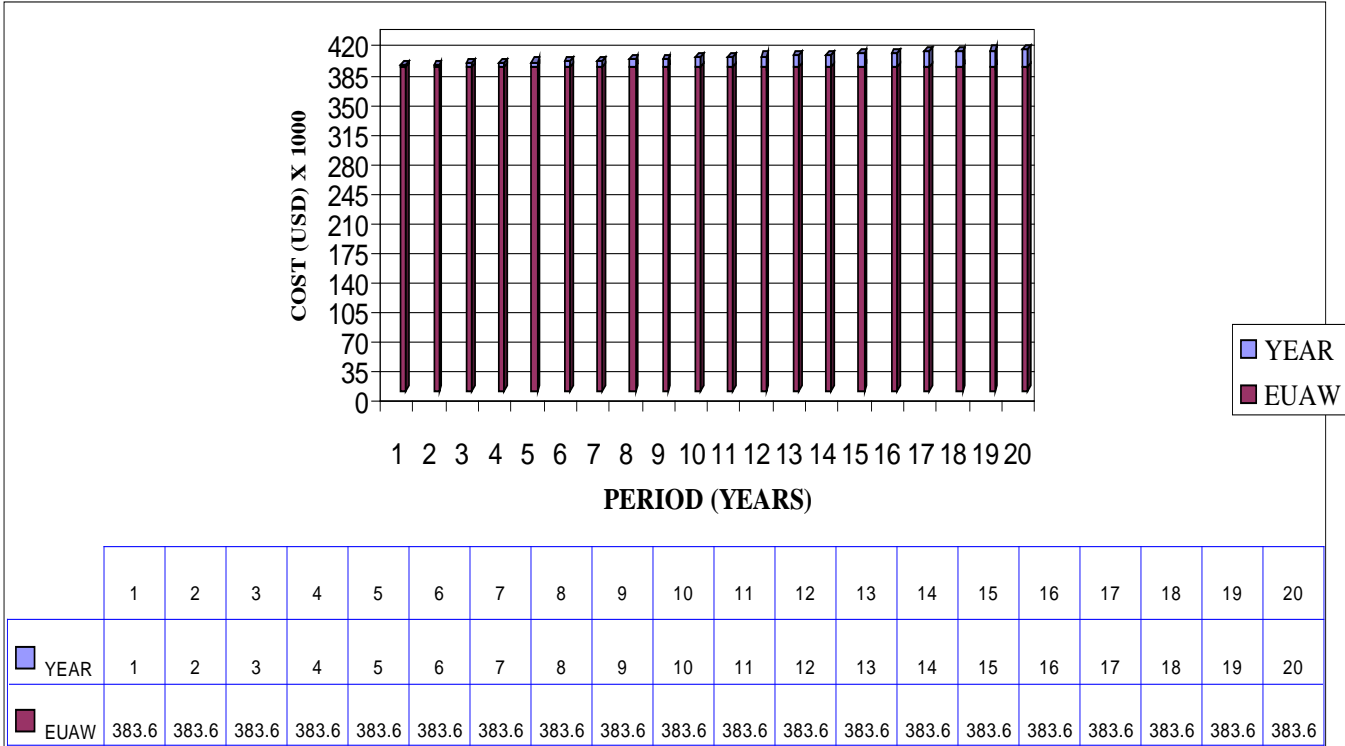 420
385
350
315
280
245
210
175
140
105
70
35
0
COST (USD) X 1000
1 2 3 4 5 6 7 8 9 10 11 12 13 14 15 16 17 18 19 20
PERIOD (YEARS)
YEAR
EUAW
1 2 3 4 5 6 7 8 9 10 11 12 13 14 15 16 17 18 19 20
YEAR 1 2 3 4 5 6 7 8 9 10 11 12 13 14 15 16 17 18 19 20
EUAW 383.6 383.6 383.6 383.6 383.6 383.6 383.6 383.6 383.6 383.6 383.6 383.6 383.6 383.6 383.6 383.6 383.6 383.6 383.6 383.6